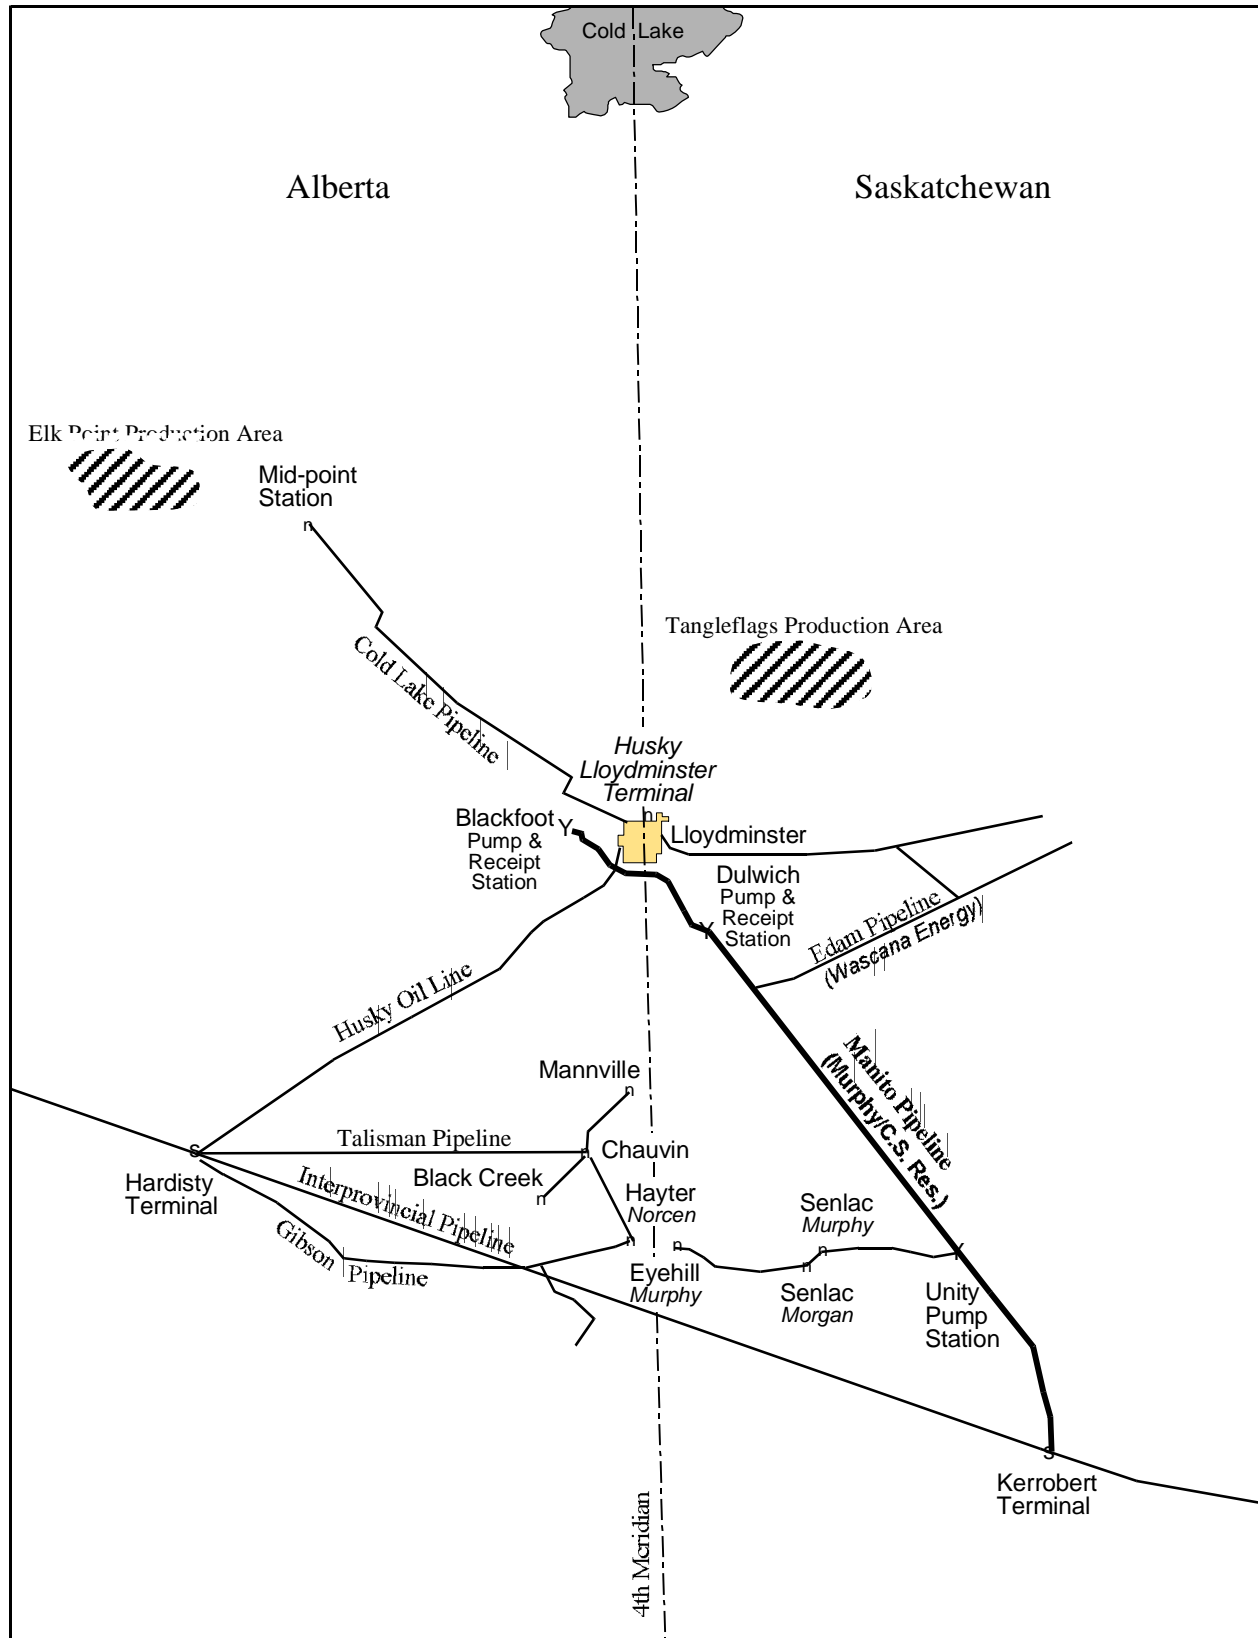 Cold Lake
Alberta
Saskatchewan
Elk Point Production Area
Mid-point
Station
n
Tangleflags Production Area
Cold Lake Pipeline
Husky
Lloydminster
Terminal
n
Blackfoot
Y
Pump &
Receipt
Station
Lloydminster
Dulwich
Pump &
Receipt
Station
Y
Edam Pipeline
(Wascana Energy)
Husky Oil Line
Manito Pipeline
(Murphy/C.S. Res.)
Mannville
n
Talisman Pipeline
n
Chauvin
S
Hardisty
Terminal
Black Creek
n
Interprovincial Pipeline
Gibson Pipeline
Hayter
Norcen
n
n
Eyehill
Murphy
Senlac
Murphy
n
n
Senlac
Morgan
Y
Unity
Pump
Station
S
Kerrobert
Terminal
4th Meridian